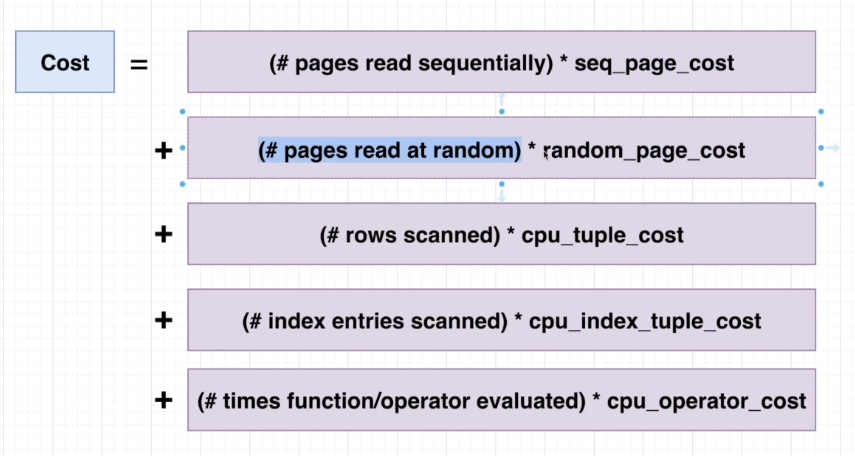 Cost = (# pages read sequentially) * seq_page_cost
+ (# pages read at random) * random_page_cost
+ (# rows scanned) * cpu_tuple_cost
+ (# index entries scanned) * cpu_index_tuple_cost
+ (# times function/operator evaluated) * cpu_operator_cost